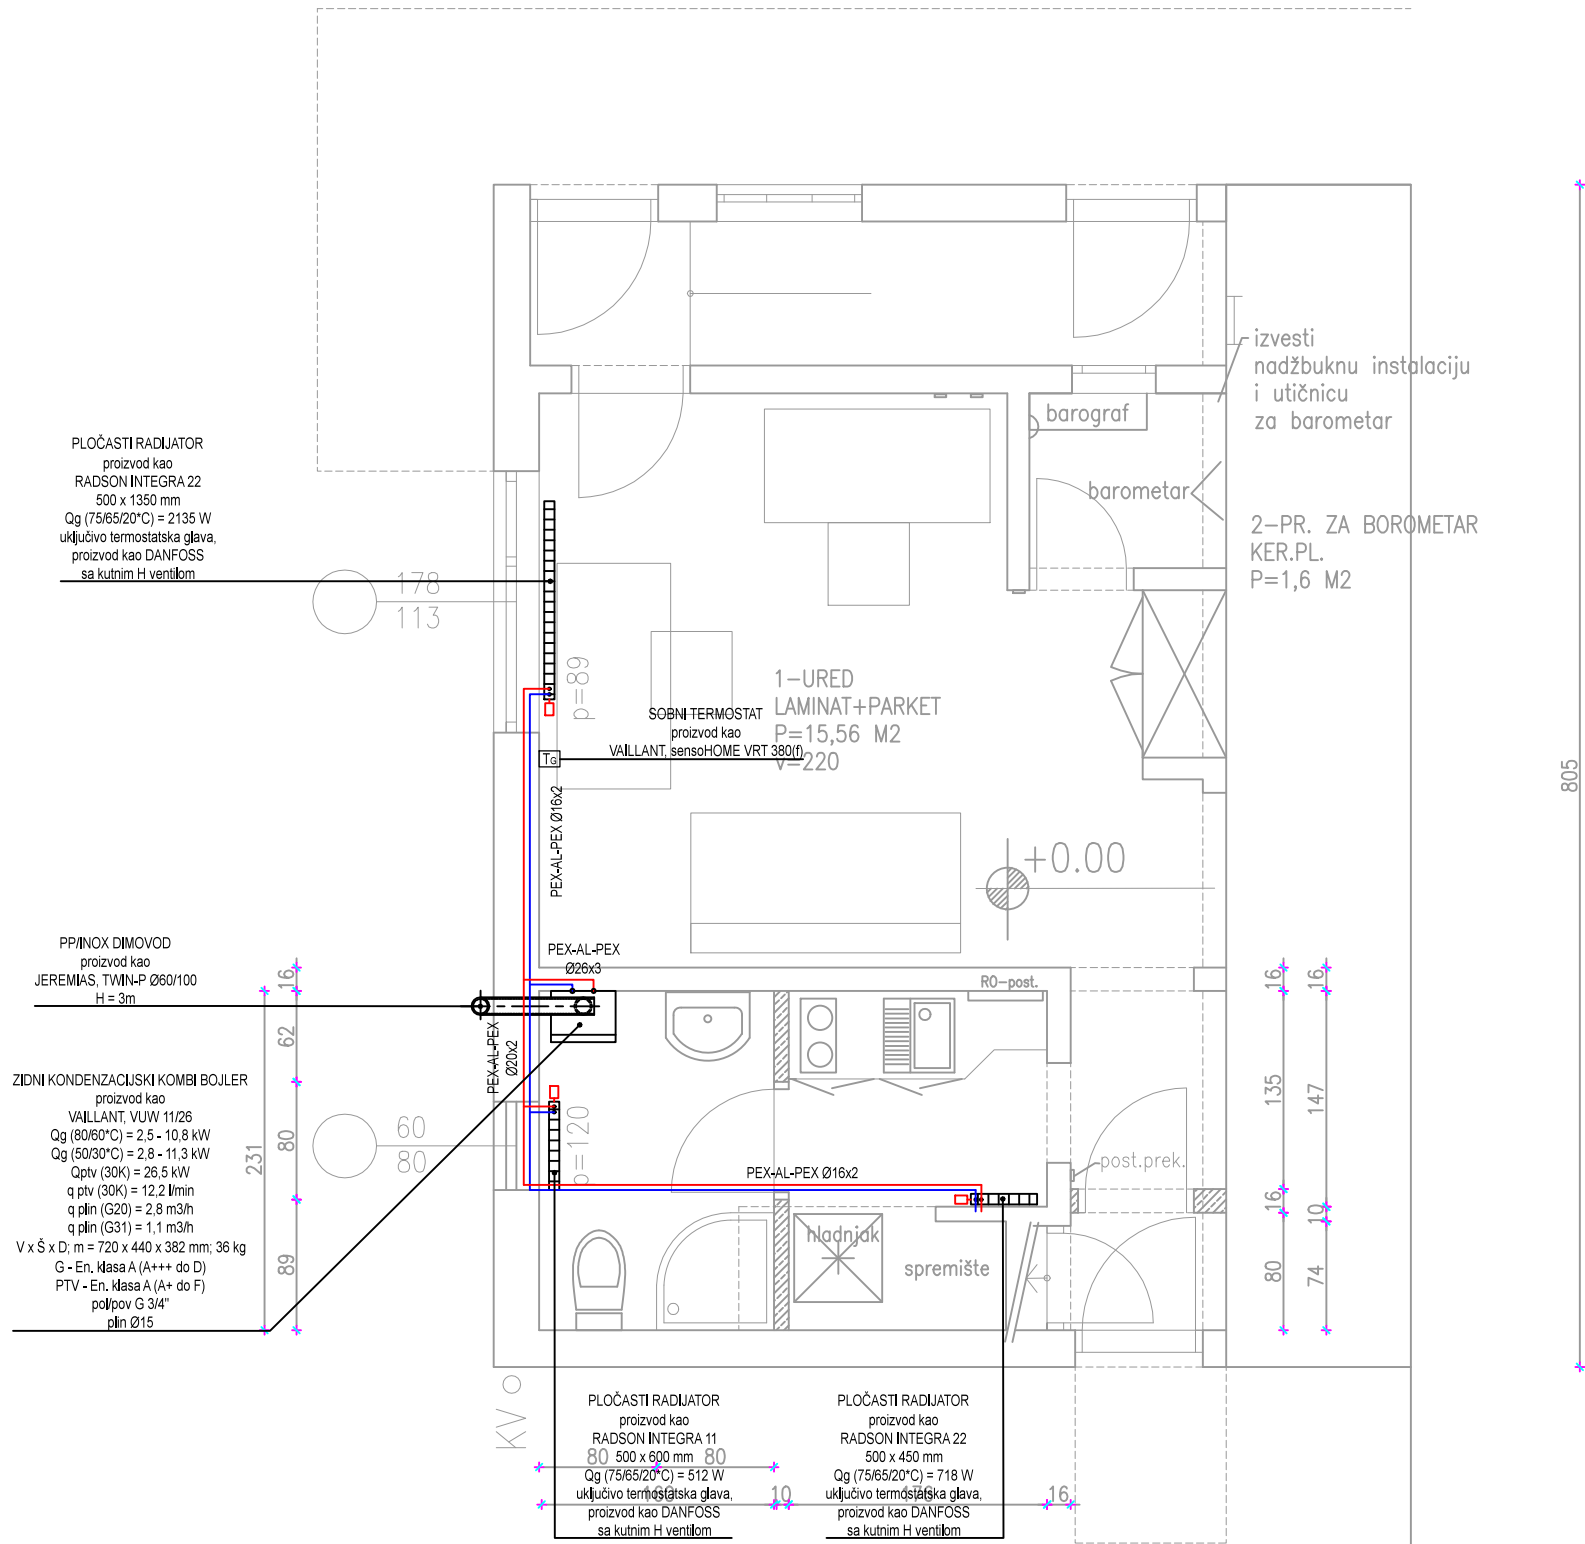 izvesti
nadžbuknu instalaciju
i utičnicu
za barometar
barograf
barometar
2-PR. ZA BOROMETAR
KER.PL.
P=1,6 M2
PLOČASTI RADIJATOR
proizvod kao
RADSON INTEGRA 22
500 x 1350 mm
Qg (75/65/20*C) = 2135 W
uključivo termostatska glava,
proizvod kao DANFOSS
sa kutnim H ventilom
178
113
p=89
1-URED
LAMINAT+PARKET
P=15,56 M2
V=220
SOBNI TERMOSTAT
proizvod kao
VAILLANT, sensoHOME VRT 380(f)
TG
PEX-AL-PEX Ø16x2
805
+0.00
PP/INOX DIMOVOD
proizvod kao
JEREMIAS, TWIN-P Ø60/100
H = 3m
PEX-AL-PEX
Ø26x3
RO-post.
16
62
80
89
231
16
135
16
80
16
147
10
74
PEX-AL-PEX
Ø20x2
ZIDNI KONDENZACIJSKI KOMBI BOJLER
proizvod kao
VAILLANT, VUW 11/26
Qg (80/60*C) = 2,5 - 10,8 kW
Qg (50/30*C) = 2,8 - 11,3 kW
Qptv (30K) = 26,5 kW
q ptv (30K) = 12,2 l/min
q plin (G20) = 2,8 m3/h
q plin (G31) = 1,1 m3/h
V x Š x D; m = 720 x 440 x 382 mm; 36 kg
G - En. klasa A (A+++ do D)
PTV - En. klasa A (A+ do F)
pol/pov G 3/4"
plin Ø15
60
80
p=120
PEX-AL-PEX Ø16x2
post.prek.
hladnjak
spremište
KV
PLOČASTI RADIJATOR
proizvod kao
RADSON INTEGRA 11
500 x 600 mm
Qg (75/65/20*C) = 512 W
uključivo termostatska glava,
proizvod kao DANFOSS
sa kutnim H ventilom
PLOČASTI RADIJATOR
proizvod kao
RADSON INTEGRA 22
500 x 450 mm
Qg (75/65/20*C) = 718 W
uključivo termostatska glava,
proizvod kao DANFOSS
sa kutnim H ventilom
80
80
160
10
176
16